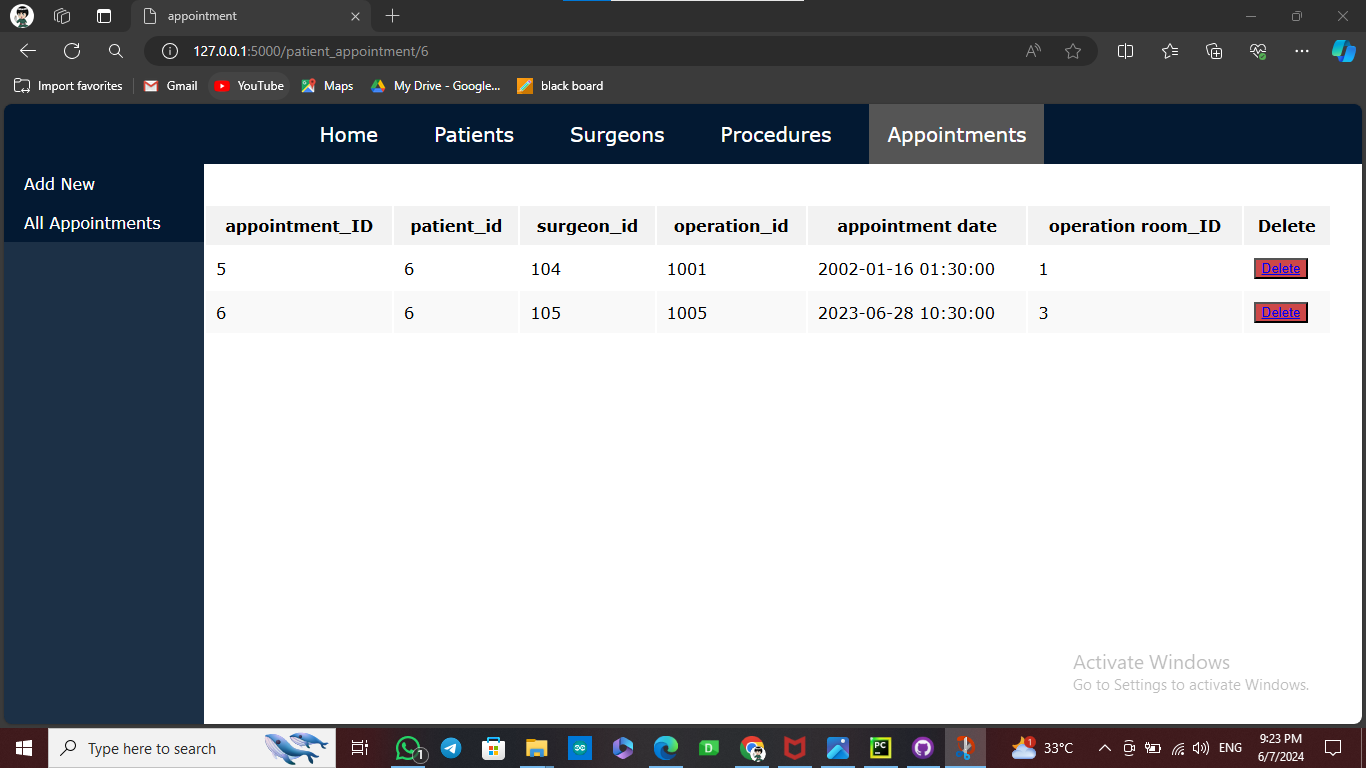 appointment
127.0.0.1:5000/patient_appointment/6
Import favorites Gmail YouTube Maps My Drive - Google... black board
Home Patients Surgeons Procedures Appointments
Add New
All Appointments
appointment_ID patient_id surgeon_id operation_id appointment date operation room_ID Delete
5 6 104 1001 2002-01-16 01:30:00 1 Delete
6 6 105 1005 2023-06-28 10:30:00 3 Delete
Activate Windows
Go to Settings to activate Windows.
Type here to search 1 D PC 1 33°C ENG 9:23 PM
6/7/2024